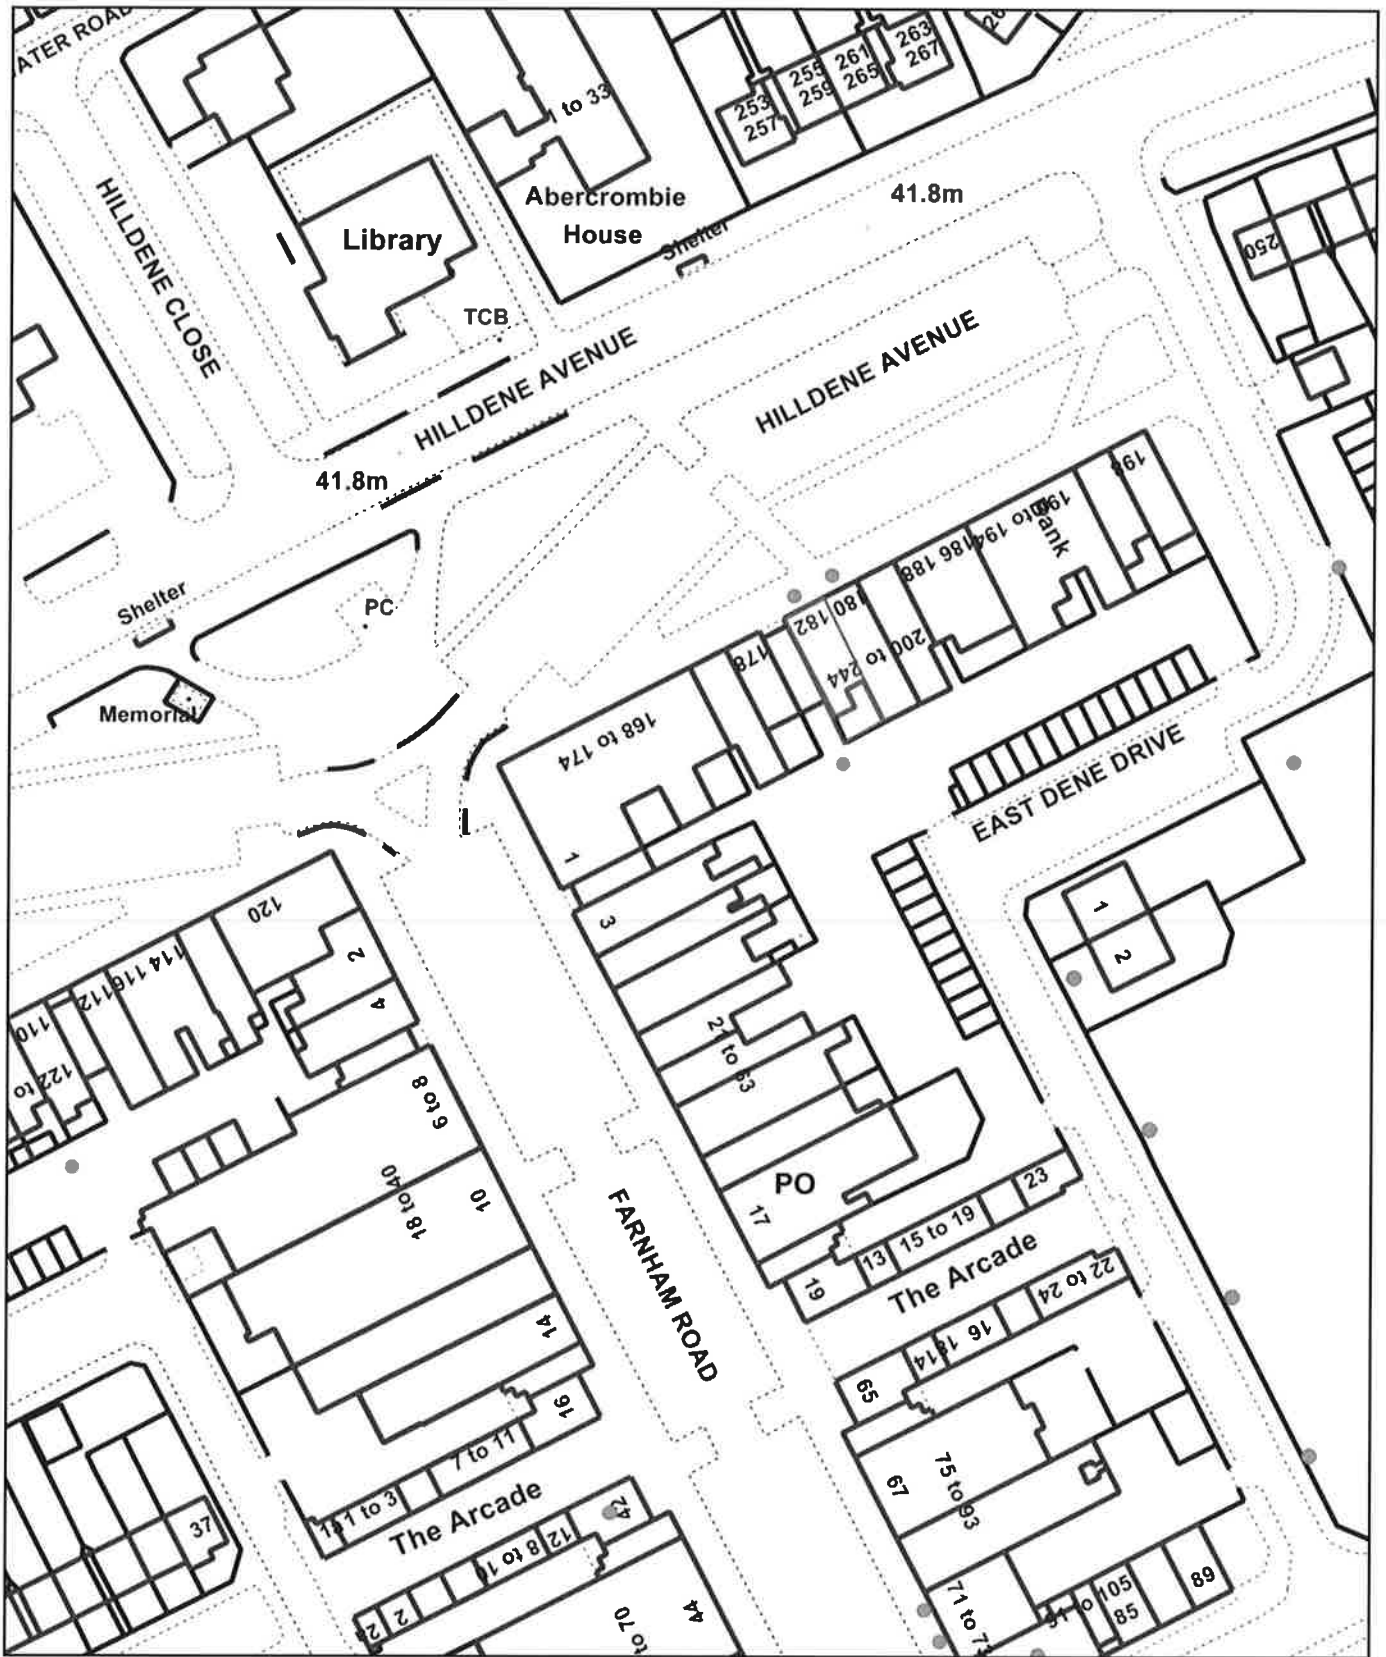 ATER ROAD
263
267
261
265
255
259
253
257
1 to 33
HILLDENE CLOSE
Abercrombie
House
41.8m
Library
Shelter
250
TCB
HILLDENE AVENUE
HILLDENE AVENUE
41.8m
198
Bank
190 to 194
186
188
Shelter
PC
180
182
178
200 to 244
Memorial
168 to 174
EAST DENE DRIVE
1
3
1
2
120
2
4
114
116
112
110
122 to
21 to 63
6 to 8
18 to 40
10
PO
17
23
15 to 19
13
19
The Arcade
FARNHAM ROAD
22 to 24
16
18
14
65
14
16
7 to 11
1 to 3
The Arcade
75 to 93
67
37
42
12
8 to 10
2
44
to 70
71 to 73
105
85
89